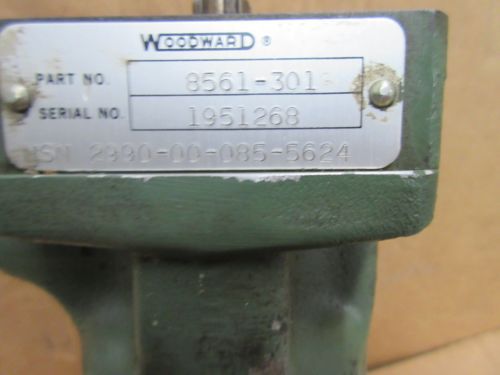 WOODWARD ®
PART NO. 8561-301
SERIAL NO. 1951268
NSN 2990-00-085-5624